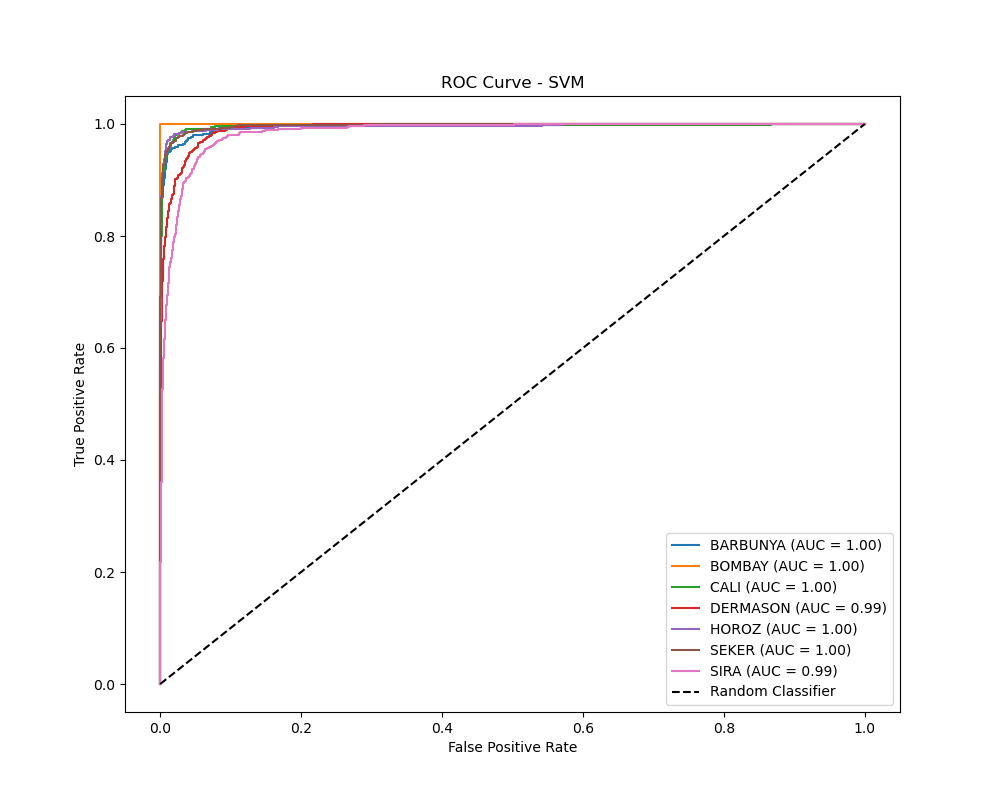 ROC Curve - SVM
True Positive Rate
1.0
0.8
0.6
0.4
0.2
0.0
0.0 0.2 0.4 0.6 0.8 1.0
False Positive Rate
BARBUNYA (AUC = 1.00)
BOMBAY (AUC = 1.00)
CALI (AUC = 1.00)
DERMASON (AUC = 0.99)
HOROZ (AUC = 1.00)
SEKER (AUC = 1.00)
SIRA (AUC = 0.99)
Random Classifier